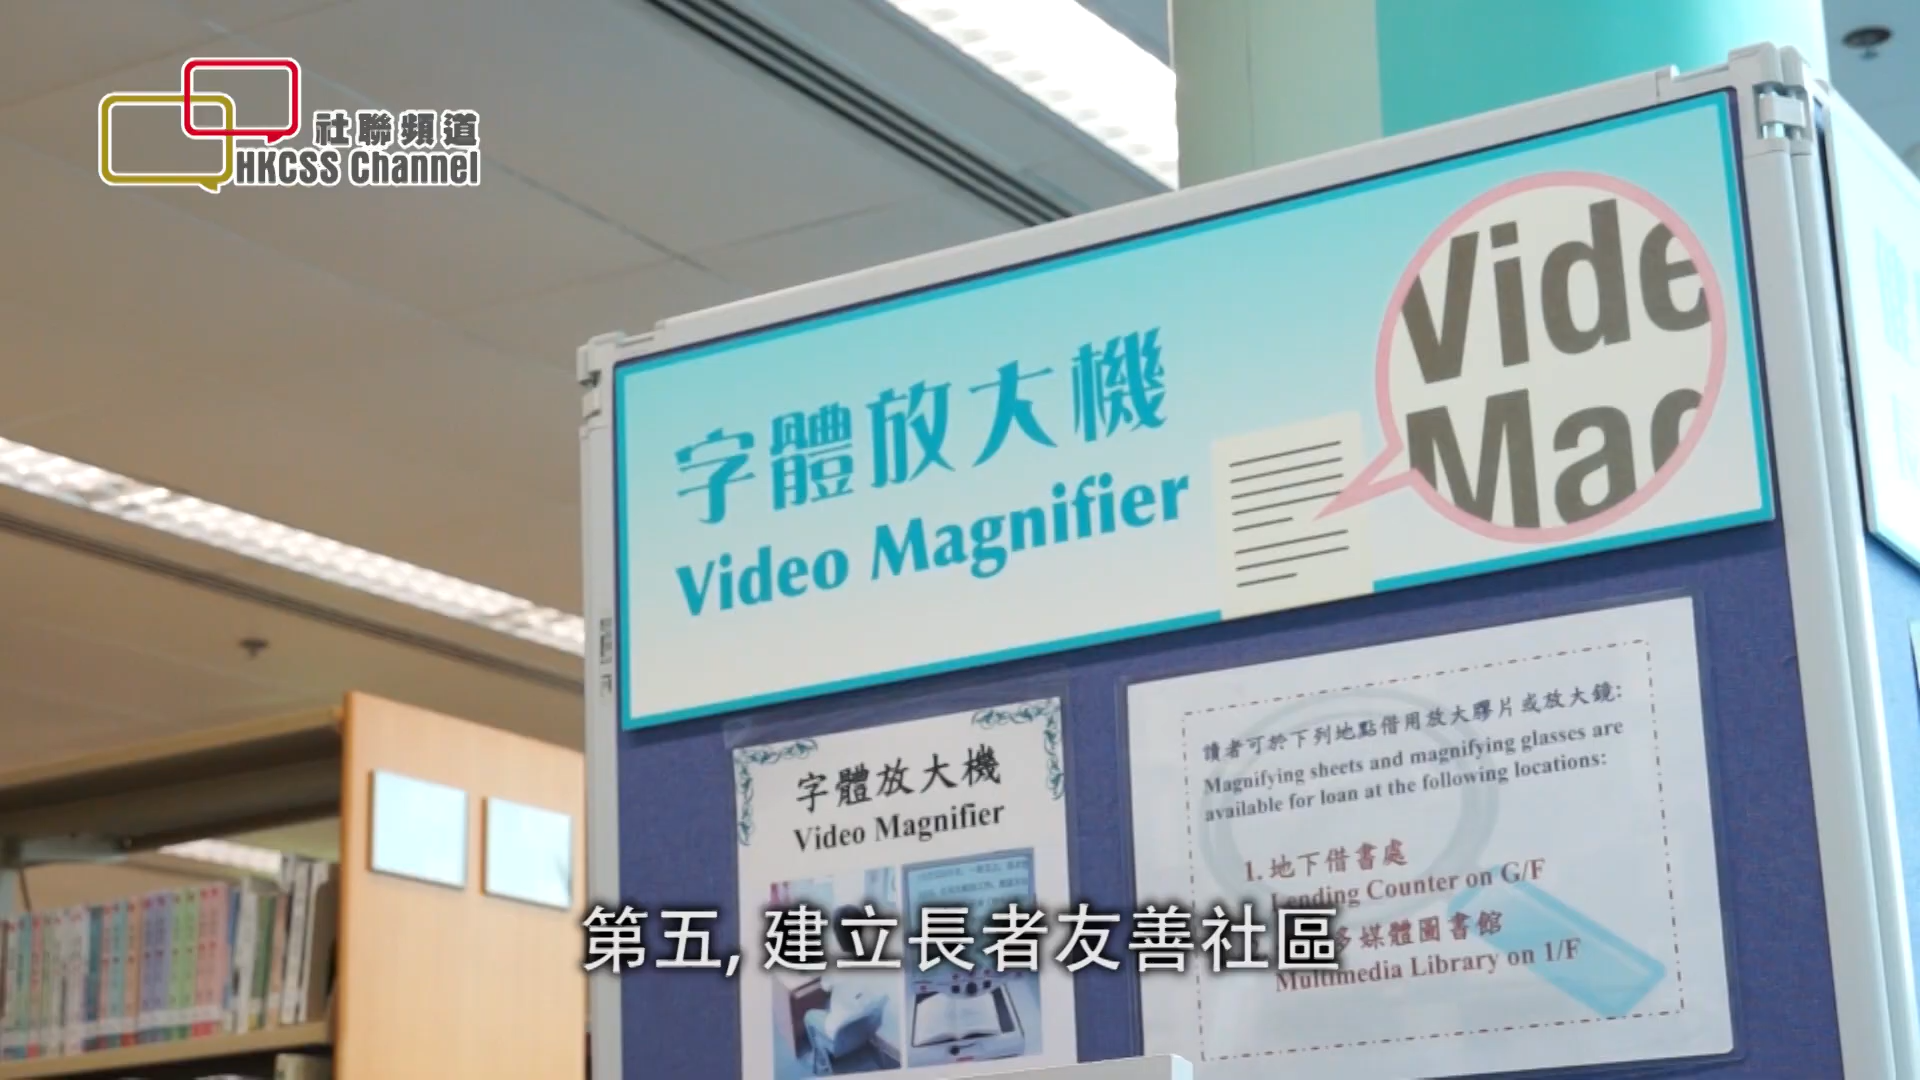 社聯頻道
HKCSS Channel
字體放大機
Video Magnifier
Vide
Mag
字體放大機
Video Magnifier
讀者可於下列地點借用放大膠片或放大鏡:
Magnifying sheets and magnifying glasses are
available for loan at the following locations:
1. 地下借書處
Lending Counter on G/F
多媒體圖書館
Multimedia Library on 1/F
第五, 建立長者友善社區